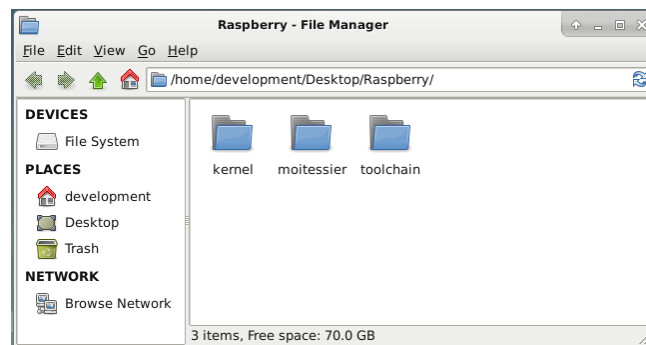 Raspberry - File Manager
File Edit View Go Help
/home/development/Desktop/Raspberry/
DEVICES
File System
PLACES
development
Desktop
Trash
NETWORK
Browse Network
kernel moitessier toolchain
3 items, Free space: 70.0 GB